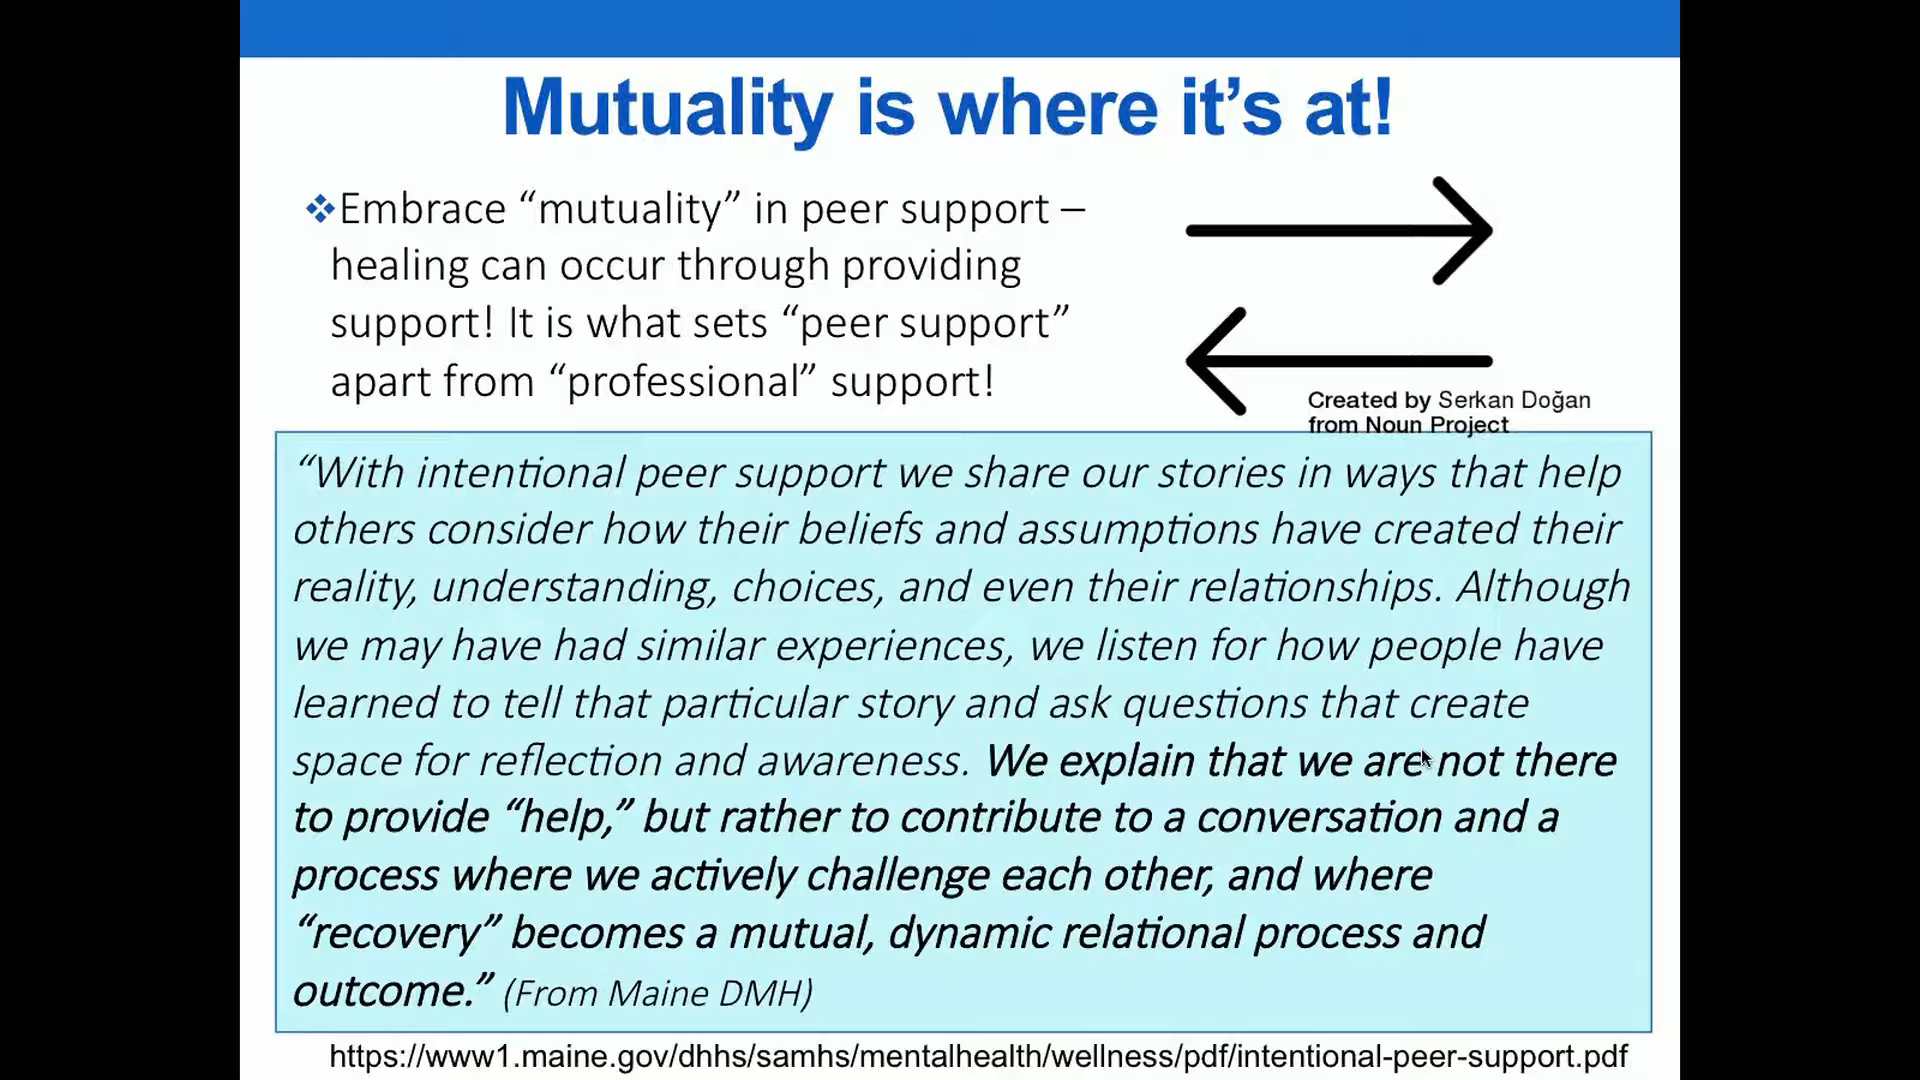 Mutuality is where it’s at!
❖Embrace “mutuality” in peer support –
healing can occur through providing
support! It is what sets “peer support”
apart from “professional” support!
Created by Serkan Doğan
from Noun Project
“With intentional peer support we share our stories in ways that help
others consider how their beliefs and assumptions have created their
reality, understanding, choices, and even their relationships. Although
we may have had similar experiences, we listen for how people have
learned to tell that particular story and ask questions that create
space for reflection and awareness. We explain that we are not there
to provide “help,” but rather to contribute to a conversation and a
process where we actively challenge each other, and where
“recovery” becomes a mutual, dynamic relational process and
outcome.” (From Maine DMH)
https://www1.maine.gov/dhhs/samhs/mentalhealth/wellness/pdf/intentional-peer-support.pdf